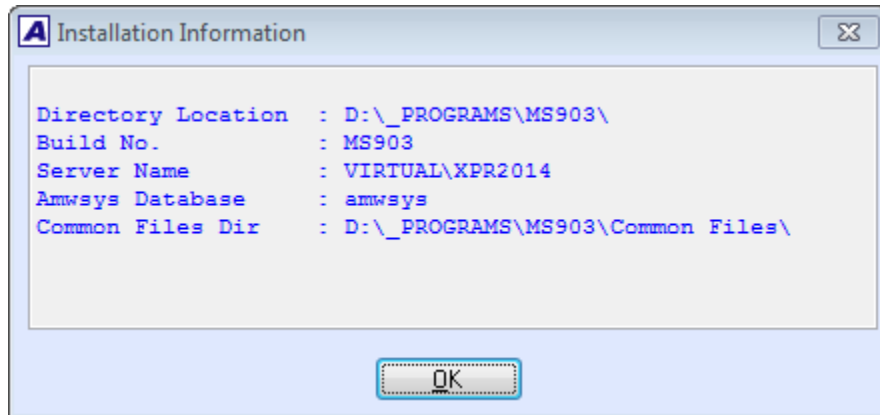 A Installation Information
Directory Location : D:\_PROGRAMS\MS903\
Build No. : MS903
Server Name : VIRTUAL\XPR2014
Amwsys Database : amwsys
Common Files Dir : D:\_PROGRAMS\MS903\Common Files\
OK